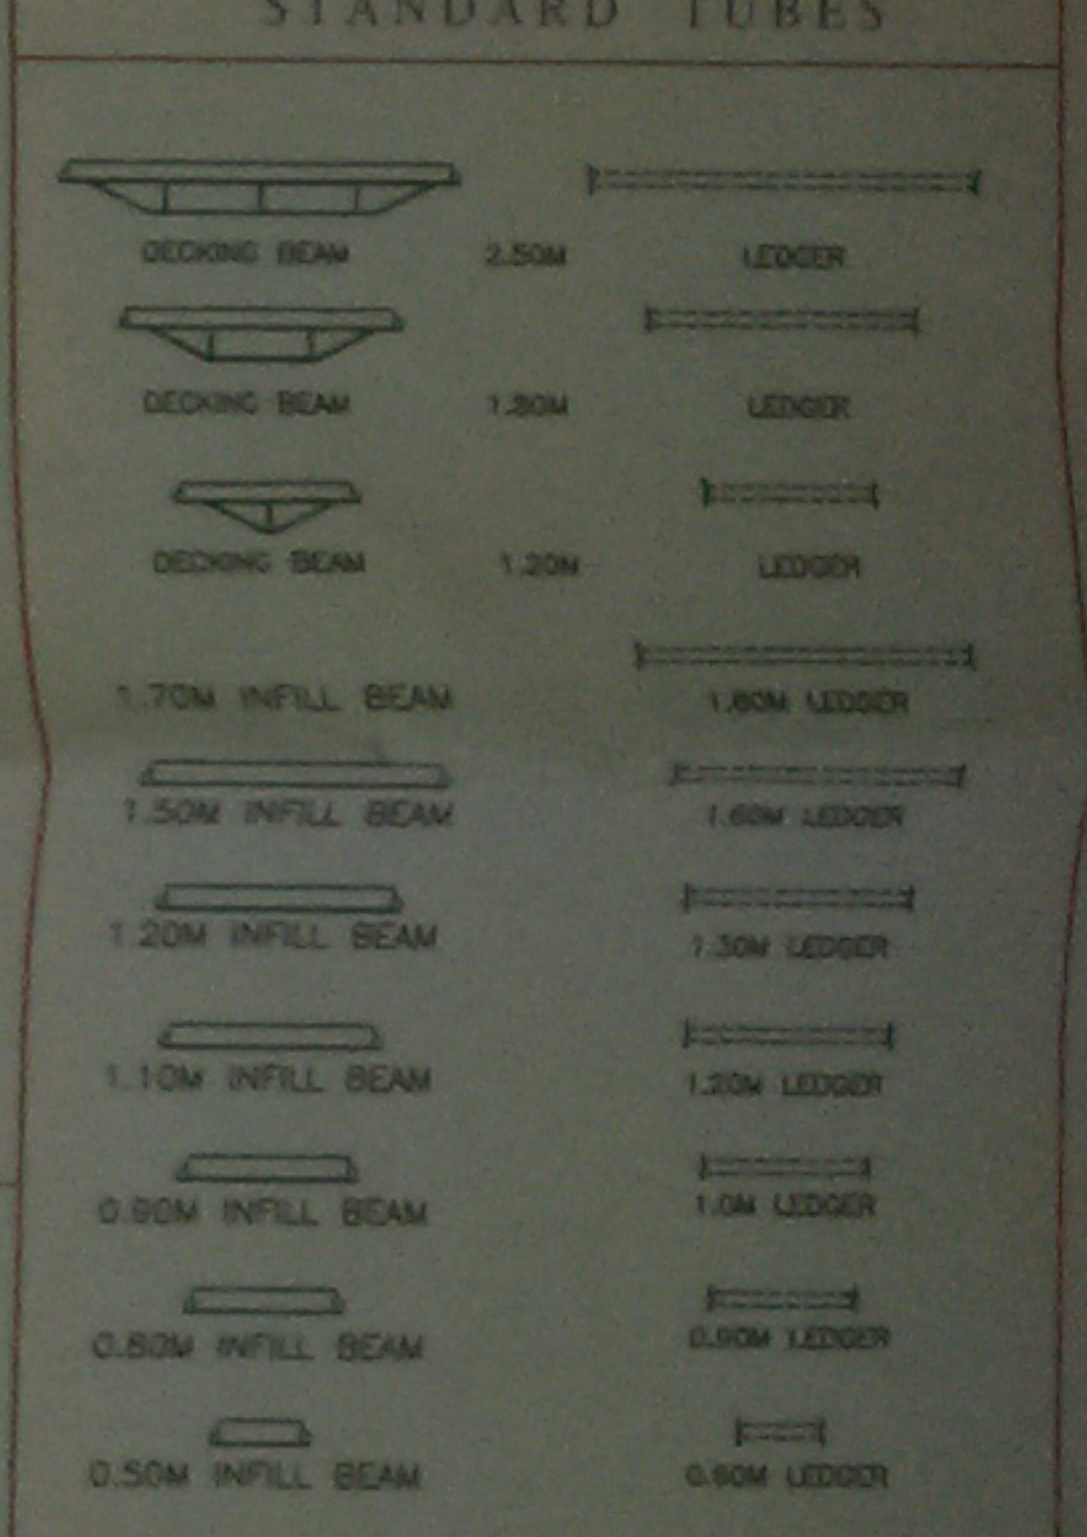 STANDARD TUBES
DECKING BEAM 2.50M LEDGER
DECKING BEAM 1.80M LEDGER
DECKING BEAM 1.20M LEDGER
1.70M INFILL BEAM 1.80M LEDGER
1.50M INFILL BEAM 1.60M LEDGER
1.20M INFILL BEAM 1.30M LEDGER
1.10M INFILL BEAM 1.20M LEDGER
0.90M INFILL BEAM 1.0M LEDGER
0.80M INFILL BEAM 0.90M LEDGER
0.50M INFILL BEAM LEDGER